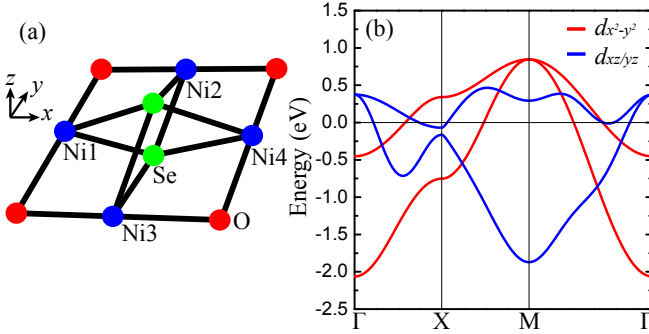 (a)
z
y
x
Ni1
Ni2
Ni3
Ni4
Se
O
(b)
dx²-y²
dxz/yz
Energy (eV)
1.5
1.0
0.5
0.0
-0.5
-1.0
-1.5
-2.0
-2.5
Γ X M Γ